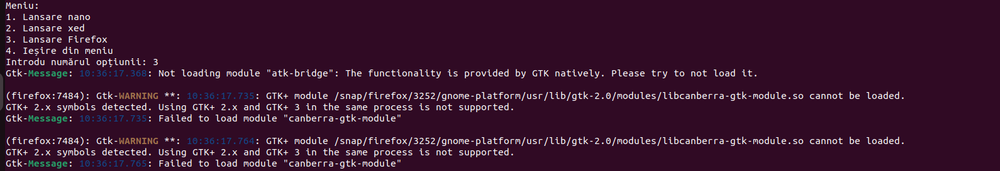 Meniu:
1. Lansare nano
2. Lansare xed
3. Lansare Firefox
4. Ieșire din meniu
Introdu numărul opțiunii: 3
Gtk-Message: 10:36:17.368: Not loading module "atk-bridge": The functionality is provided by GTK natively. Please try to not load it.
(firefox:7484): Gtk-WARNING **: 10:36:17.735: GTK+ module /snap/firefox/3252/gnome-platform/usr/lib/gtk-2.0/modules/libcanberra-gtk-module.so cannot be loaded.
GTK+ 2.x symbols detected. Using GTK+ 2.x and GTK+ 3 in the same process is not supported.
Gtk-Message: 10:36:17.735: Failed to load module "canberra-gtk-module"
(firefox:7484): Gtk-WARNING **: 10:36:17.764: GTK+ module /snap/firefox/3252/gnome-platform/usr/lib/gtk-2.0/modules/libcanberra-gtk-module.so cannot be loaded.
GTK+ 2.x symbols detected. Using GTK+ 2.x and GTK+ 3 in the same process is not supported.
Gtk-Message: 10:36:17.765: Failed to load module "canberra-gtk-module"